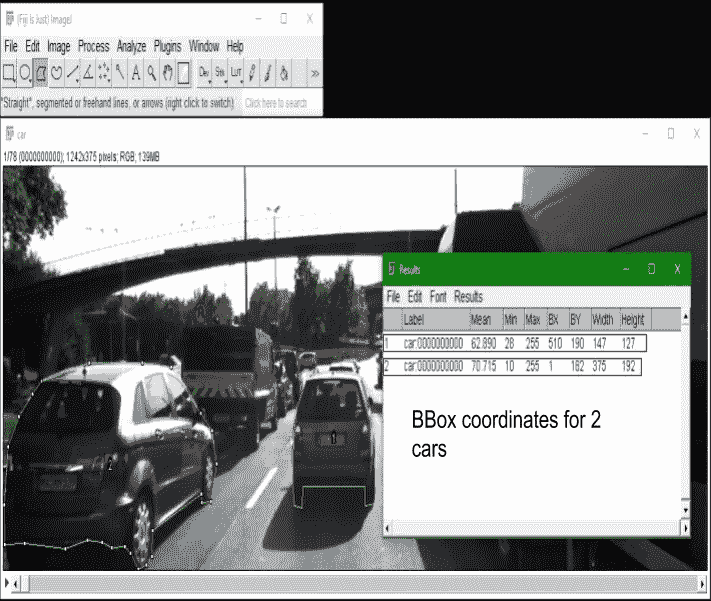 (Fiji Is Just) ImageJ
File Edit Image Process Analyze Plugins Window Help
Dev Stk LUT
"Straight", segmented or freehand lines, or arrows (right click to switch) Click here to search
car
1/78 (0000000000); 1242x375 pixels; RGB; 139MB
Results
File Edit Font Results
Label Mean Min Max BX BY Width Height
1 car:0000000000 62.890 28 255 510 190 147 127
2 car:0000000000 70.715 10 255 1 182 375 192
BBox coordinates for 2
cars
1
2